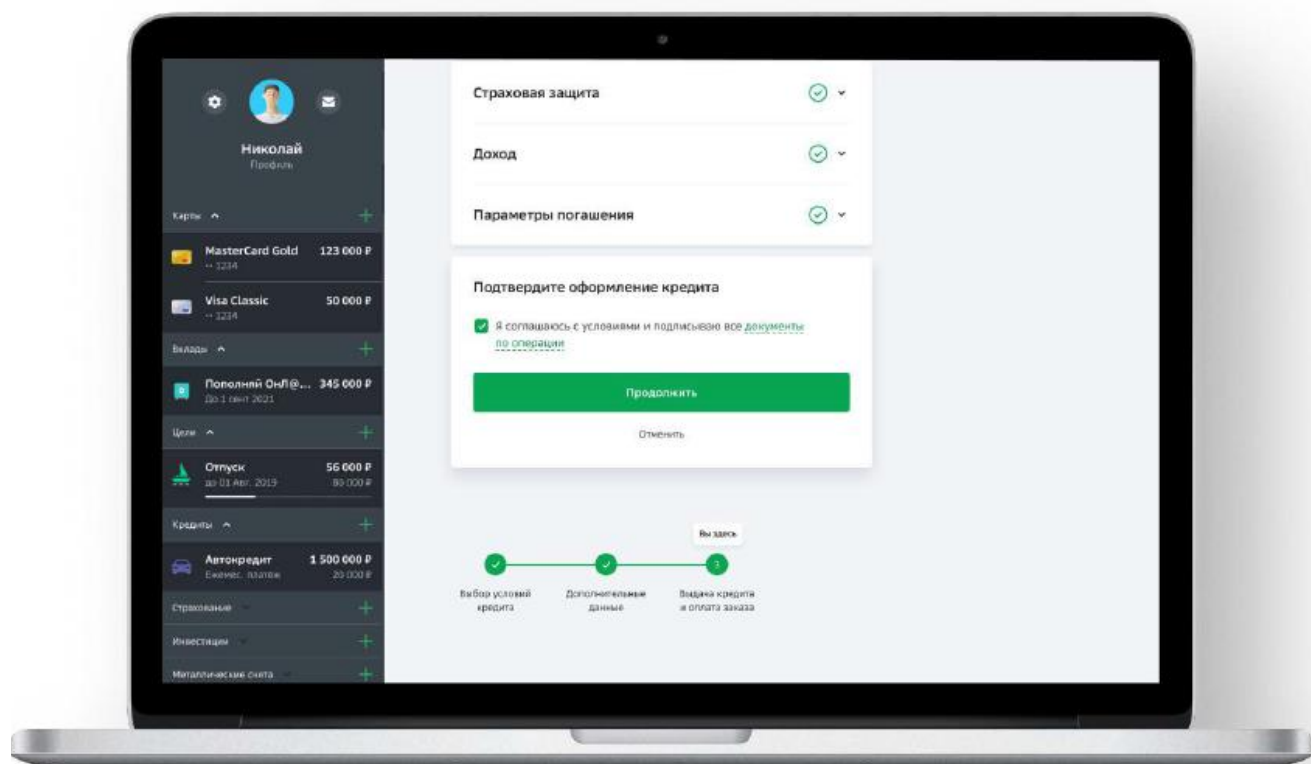 Николай
Профиль
Карты
MasterCard Gold 123 000 ₽
•• 1234
Visa Classic 50 000 ₽
•• 1234
Вклады
Пополняй ОнЛ@... 345 000 ₽
До 1 сент 2021
Цели
Отпуск 56 000 ₽
до 01 Авг. 2019 80 000 ₽
Кредиты
Автокредит 1 500 000 ₽
Ежемес. платеж 20 000 ₽
Страхование
Инвестиции
Металлические счета
Страховая защита
Доход
Параметры погашения
Подтвердите оформление кредита
Я соглашаюсь с условиями и подписываю все документы
по операции
Продолжить
Отменить
Вы здесь
3
Выбор условий
кредита
Дополнительные
данные
Выдача кредита
и оплата заказа